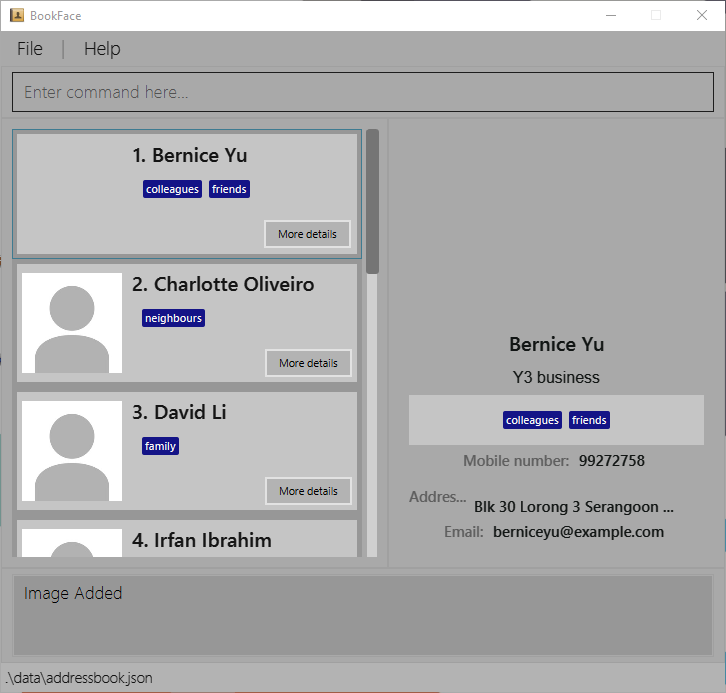 BookFace
File | Help
Enter command here...
1. Bernice Yu
colleagues friends
More details
2. Charlotte Oliveiro
neighbours
More details
3. David Li
family
More details
4. Irfan Ibrahim
Bernice Yu
Y3 business
colleagues friends
Mobile number: 99272758
Addres... Blk 30 Lorong 3 Serangoon ...
Email: berniceyu@example.com
Image Added
.\data\addressbook.json